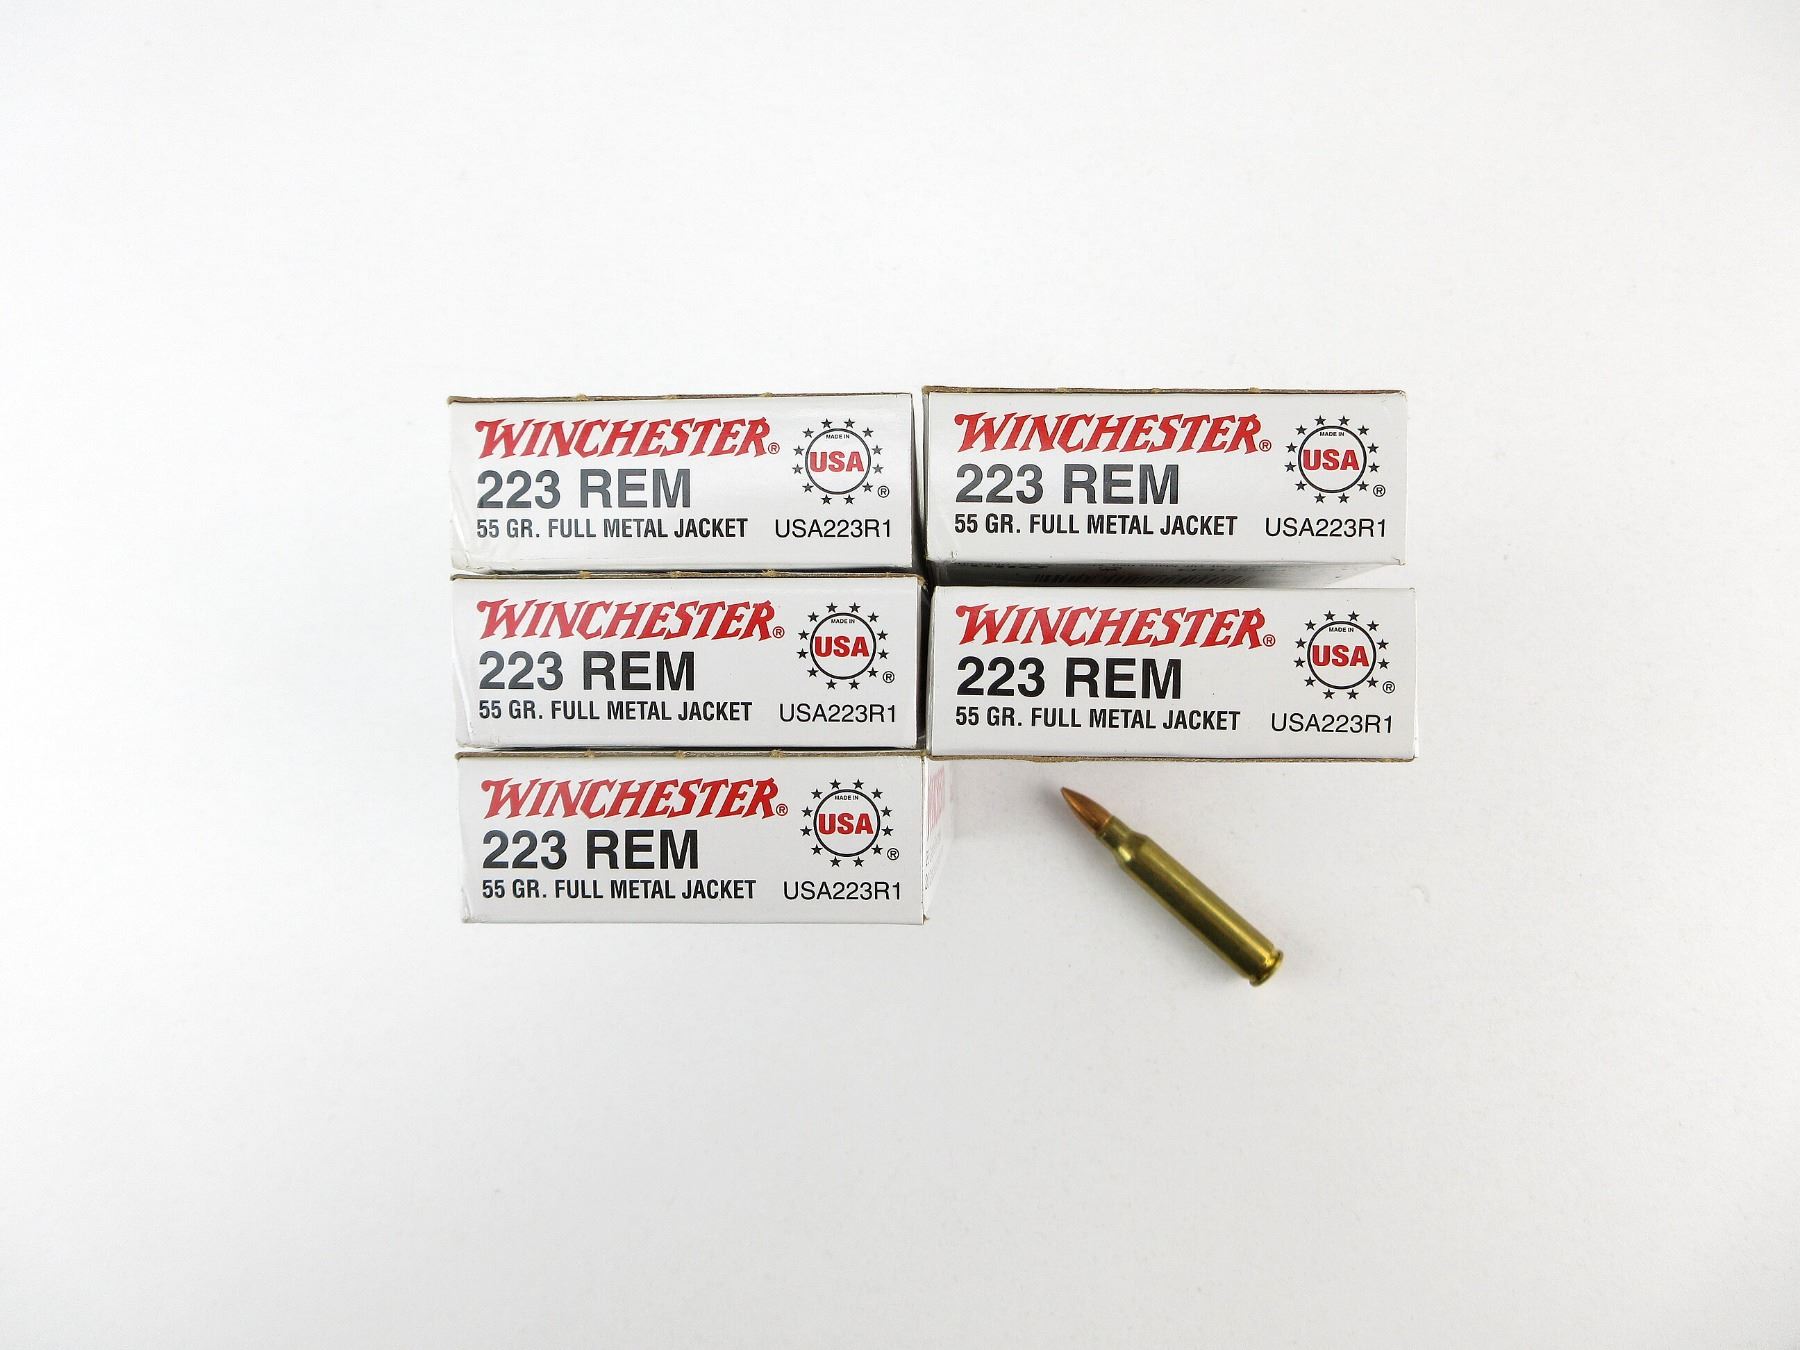 WINCHESTER®
MADE IN
USA
®
223 REM
55 GR. FULL METAL JACKET USA223R1
WINCHESTER®
MADE IN
USA
®
223 REM
55 GR. FULL METAL JACKET USA223R1
WINCHESTER®
MADE IN
USA
®
223 REM
55 GR. FULL METAL JACKET USA223R1
WINCHESTER®
MADE IN
USA
®
223 REM
55 GR. FULL METAL JACKET USA223R1
WINCHESTER®
MADE IN
USA
®
223 REM
55 GR. FULL METAL JACKET USA223R1